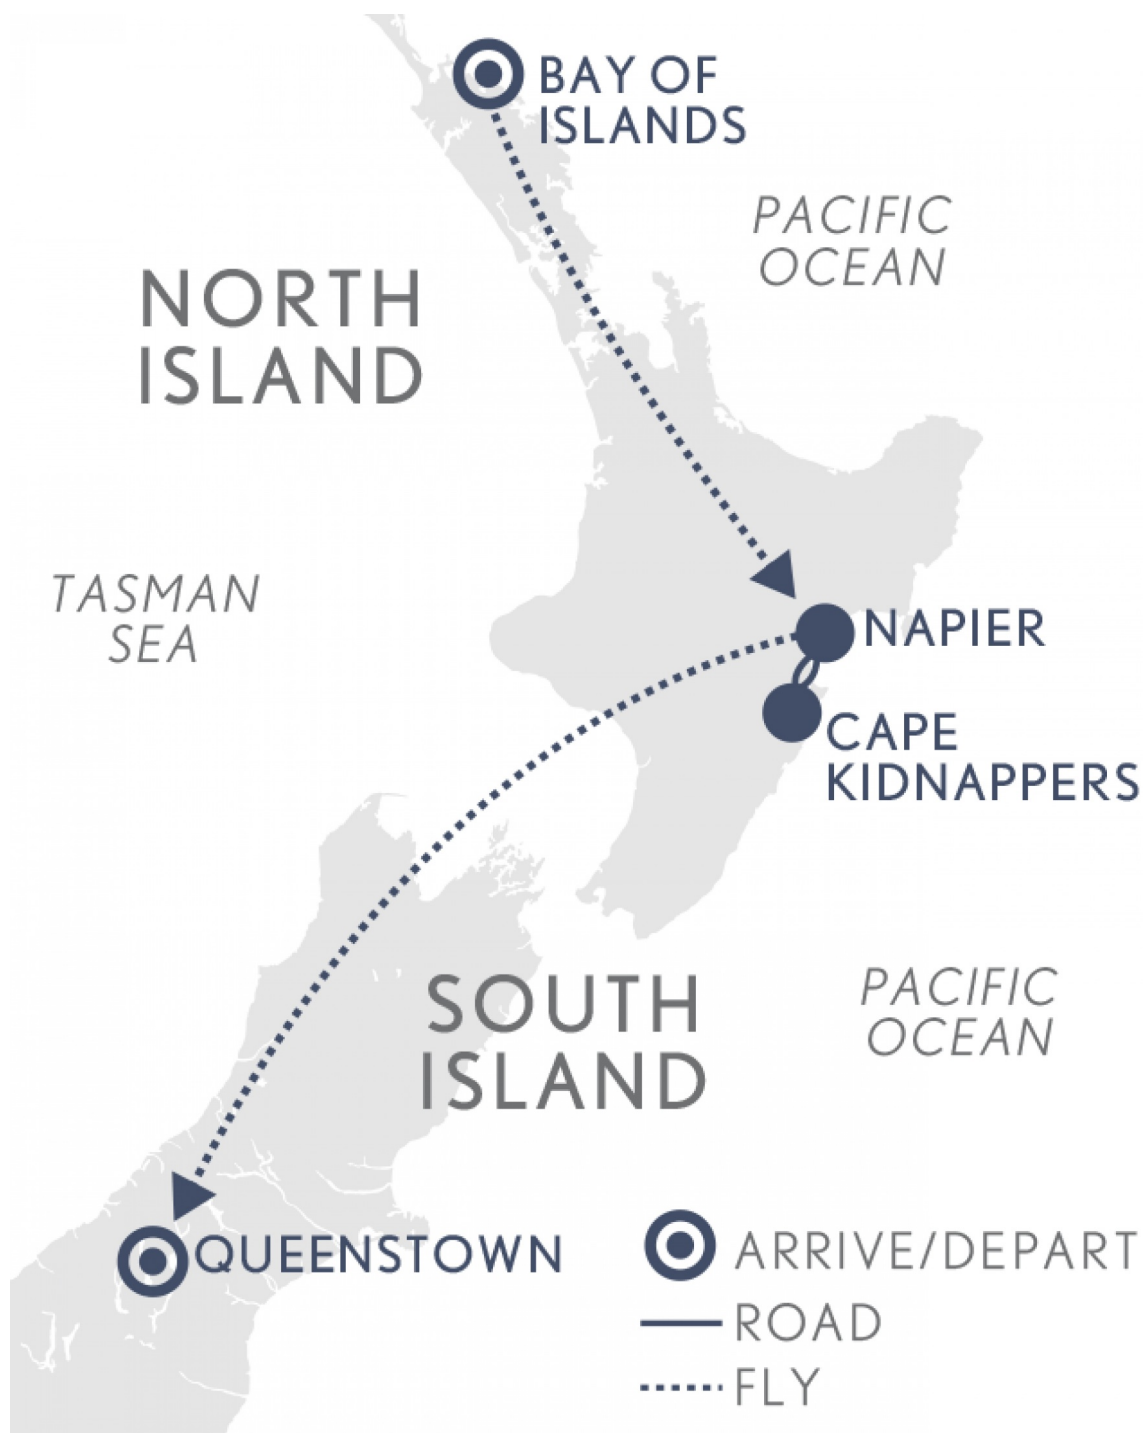 BAY OF
ISLANDS
PACIFIC
OCEAN
NORTH
ISLAND
TASMAN
SEA
NAPIER
CAPE
KIDNAPPERS
SOUTH
ISLAND
PACIFIC
OCEAN
QUEENSTOWN
ARRIVE/DEPART
ROAD
FLY